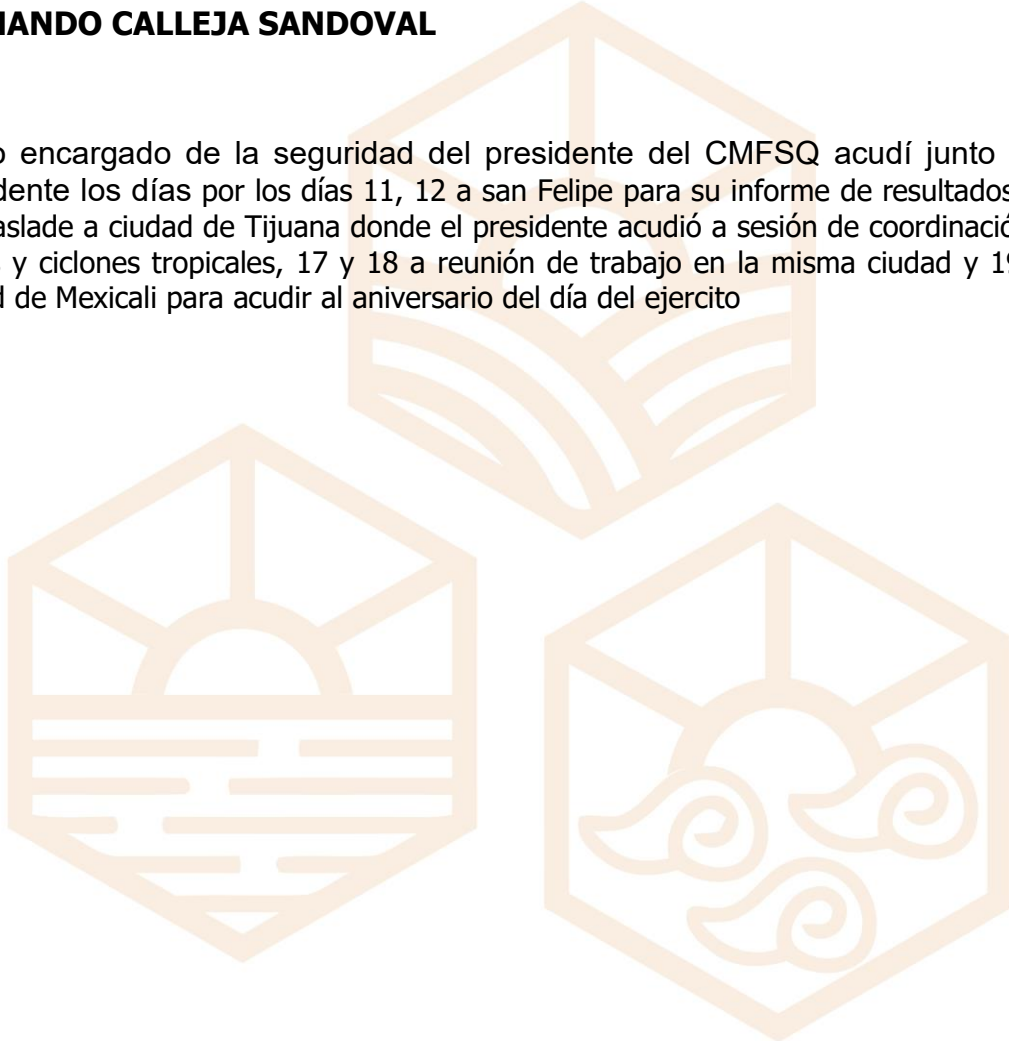 NANDO CALLEJA SANDOVAL
o encargado de la seguridad del presidente del CMFSQ acudí junto
dente los días por los días 11, 12 a san Felipe para su informe de resultados
aslade a ciudad de Tijuana donde el presidente acudió a sesión de coordinació
y ciclones tropicales, 17 y 18 a reunión de trabajo en la misma ciudad y 19
d de Mexicali para acudir al aniversario del día del ejercito